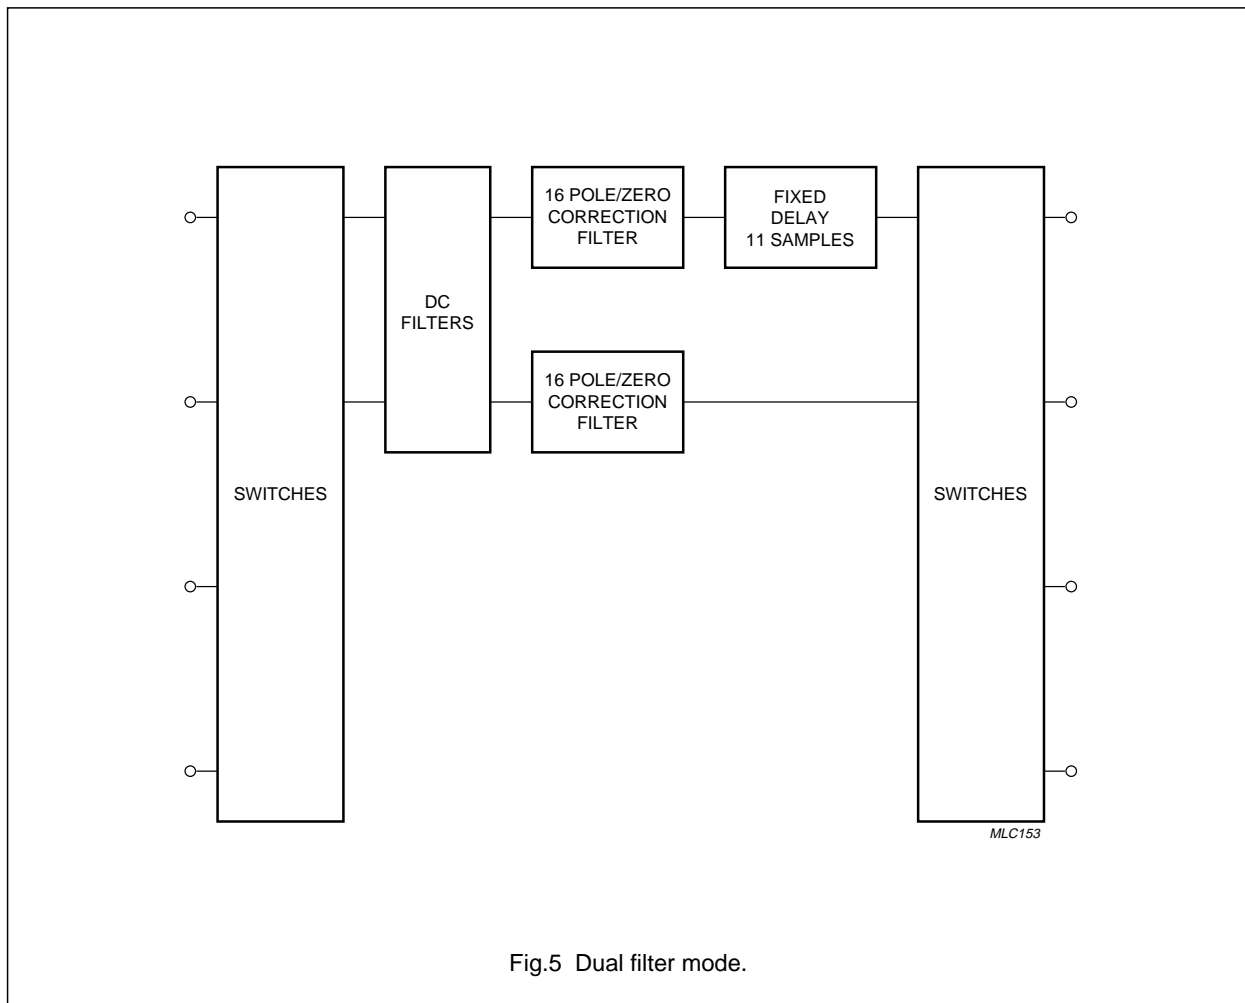 16 POLE/ZERO
CORRECTION
FILTER
FIXED
DELAY
11 SAMPLES
DC
FILTERS
16 POLE/ZERO
CORRECTION
FILTER
SWITCHES
SWITCHES
MLC153
Fig.5 Dual filter mode.